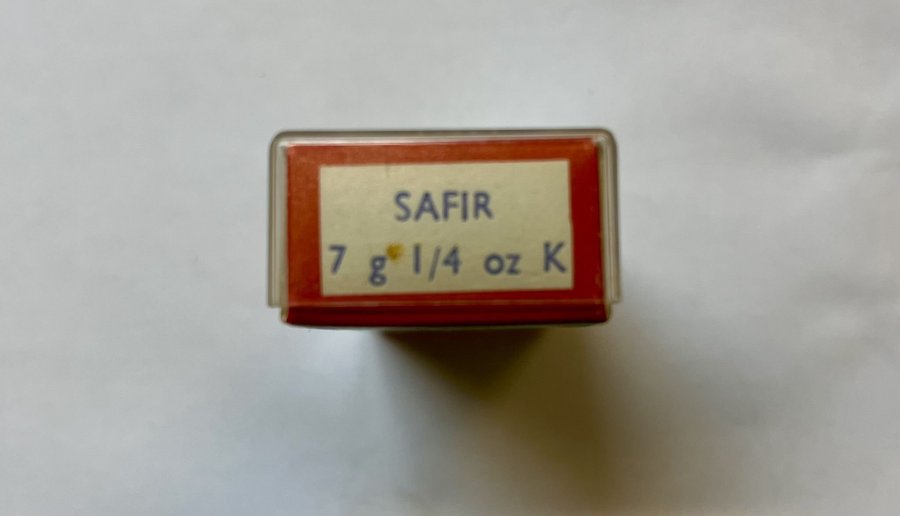 SAFIR
7 g 1/4 oz K